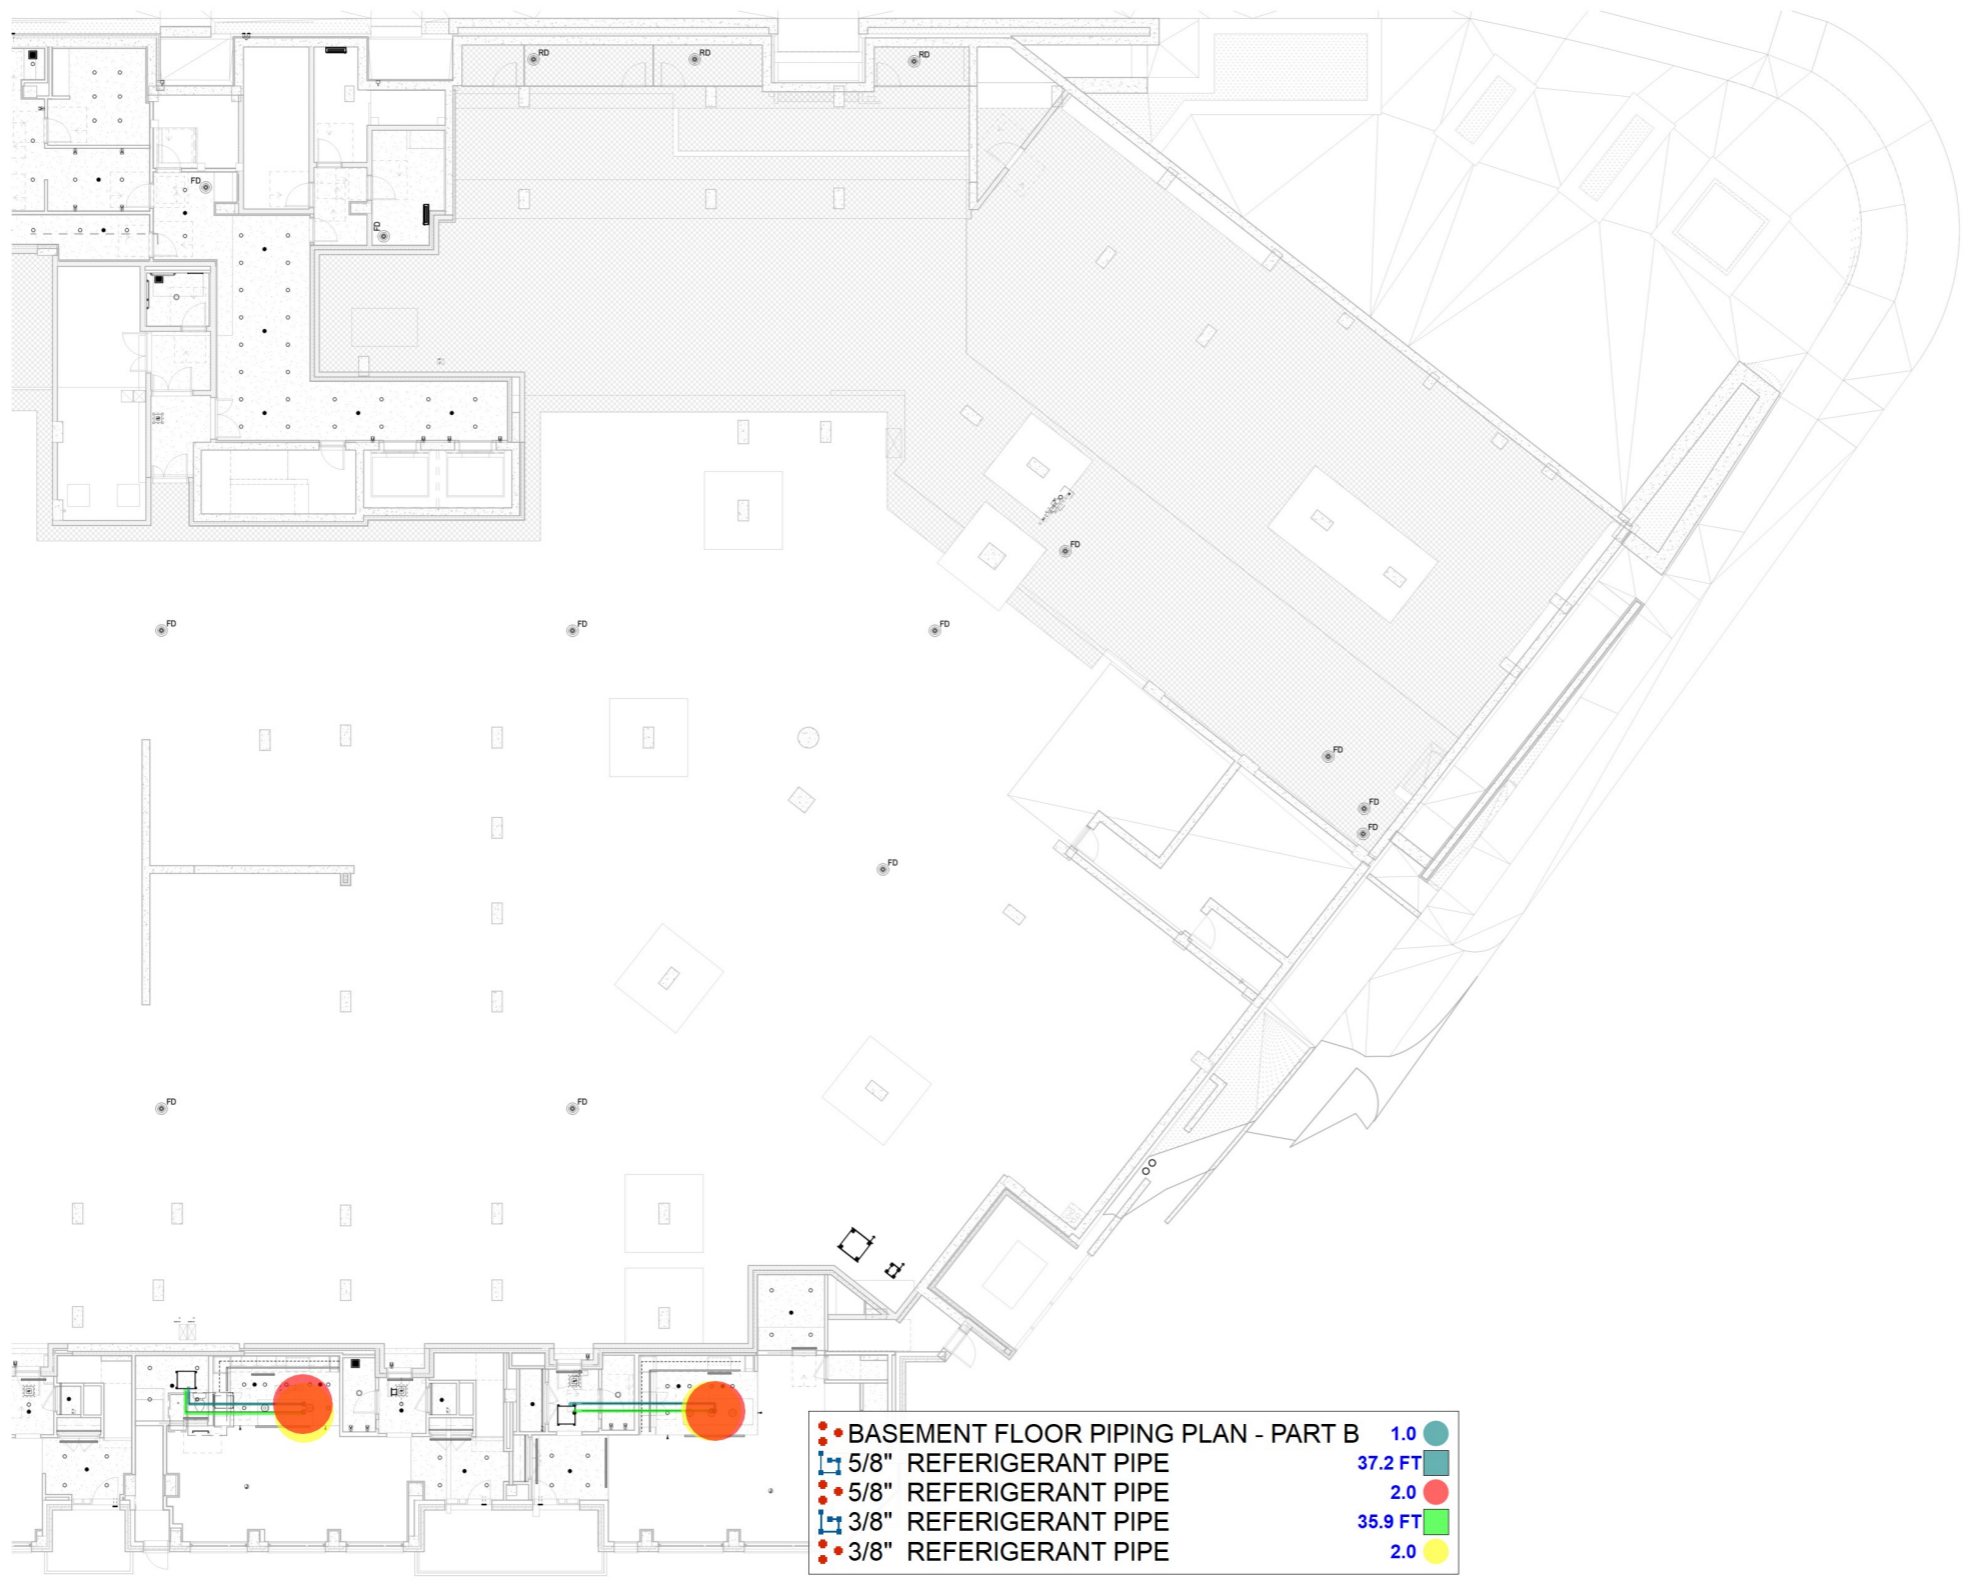 RD
RD
RD
FD
FD
FD
FD
FD
FD
FD
FD
FD
FD
FD
FD
BASEMENT FLOOR PIPING PLAN - PART B 1.0
5/8" REFERIGERANT PIPE 37.2 FT
5/8" REFERIGERANT PIPE 2.0
3/8" REFERIGERANT PIPE 35.9 FT
3/8" REFERIGERANT PIPE 2.0